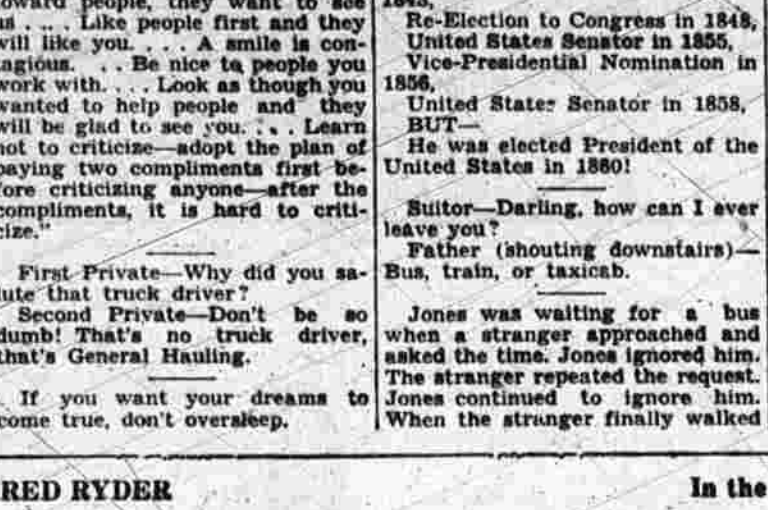 toward people, they want to see
us . . . . Like people first and they
will like you. . . . A smile is con-
tagious. . . Be nice to people you
work with. . . . Look as though you
wanted to help people and they
will be glad to see you. . . . Learn
not to criticize—adopt the plan of
paying two compliments first be-
fore criticizing anyone—after the
compliments, it is hard to criti-
cize."
First Private—Why did you sa-
lute that truck driver?
Second Private—Don't be so
dumb! That's no truck driver,
that's General Hauling.
If you want your dreams to
come true, don't oversleep.
Re-Election to Congress in 1848,
United States Senator in 1855,
Vice-Presidential Nomination in
1856,
United States Senator in 1858,
BUT—
He was elected President of the
United States in 1860!
Suitor—Darling, how can I ever
leave you?
Father (shouting downstairs)—
Bus, train, or taxicab.
Jones was waiting for a bus
when a stranger approached and
asked the time. Jones ignored him.
The stranger repeated the request.
Jones continued to ignore him.
When the stranger finally walked
RED RYDER
In the